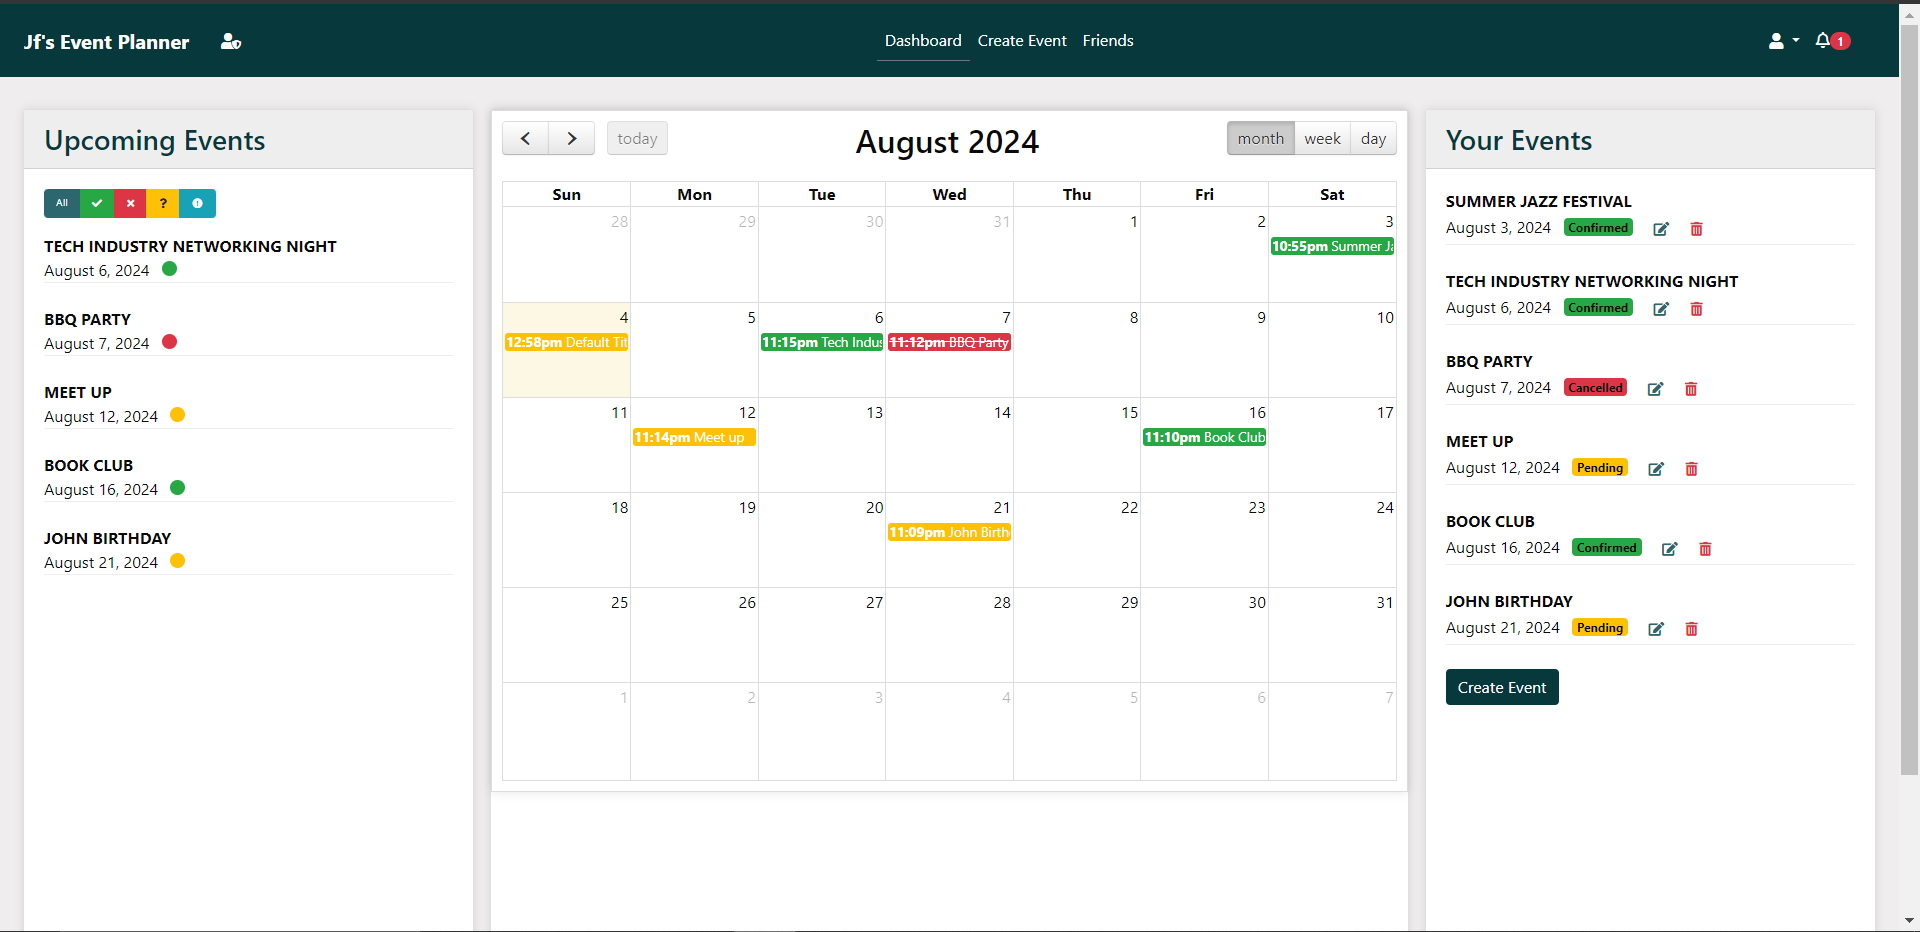 Jf's Event Planner
Dashboard Create Event Friends
1
Upcoming Events
All ?
TECH INDUSTRY NETWORKING NIGHT
August 6, 2024
BBQ PARTY
August 7, 2024
MEET UP
August 12, 2024
BOOK CLUB
August 16, 2024
JOHN BIRTHDAY
August 21, 2024
today
August 2024
month week day
Sun Mon Tue Wed Thu Fri Sat
28 29 30 31 1 2 3
10:55pm Summer Ja
4 5 6 7 8 9 10
12:58pm Default Tit 11:15pm Tech Indus 11:12pm BBQ Party
11 12 13 14 15 16 17
11:14pm Meet up 11:10pm Book Club
18 19 20 21 22 23 24
11:09pm John Birth
25 26 27 28 29 30 31
1 2 3 4 5 6 7
Your Events
SUMMER JAZZ FESTIVAL
August 3, 2024 Confirmed
TECH INDUSTRY NETWORKING NIGHT
August 6, 2024 Confirmed
BBQ PARTY
August 7, 2024 Cancelled
MEET UP
August 12, 2024 Pending
BOOK CLUB
August 16, 2024 Confirmed
JOHN BIRTHDAY
August 21, 2024 Pending
Create Event